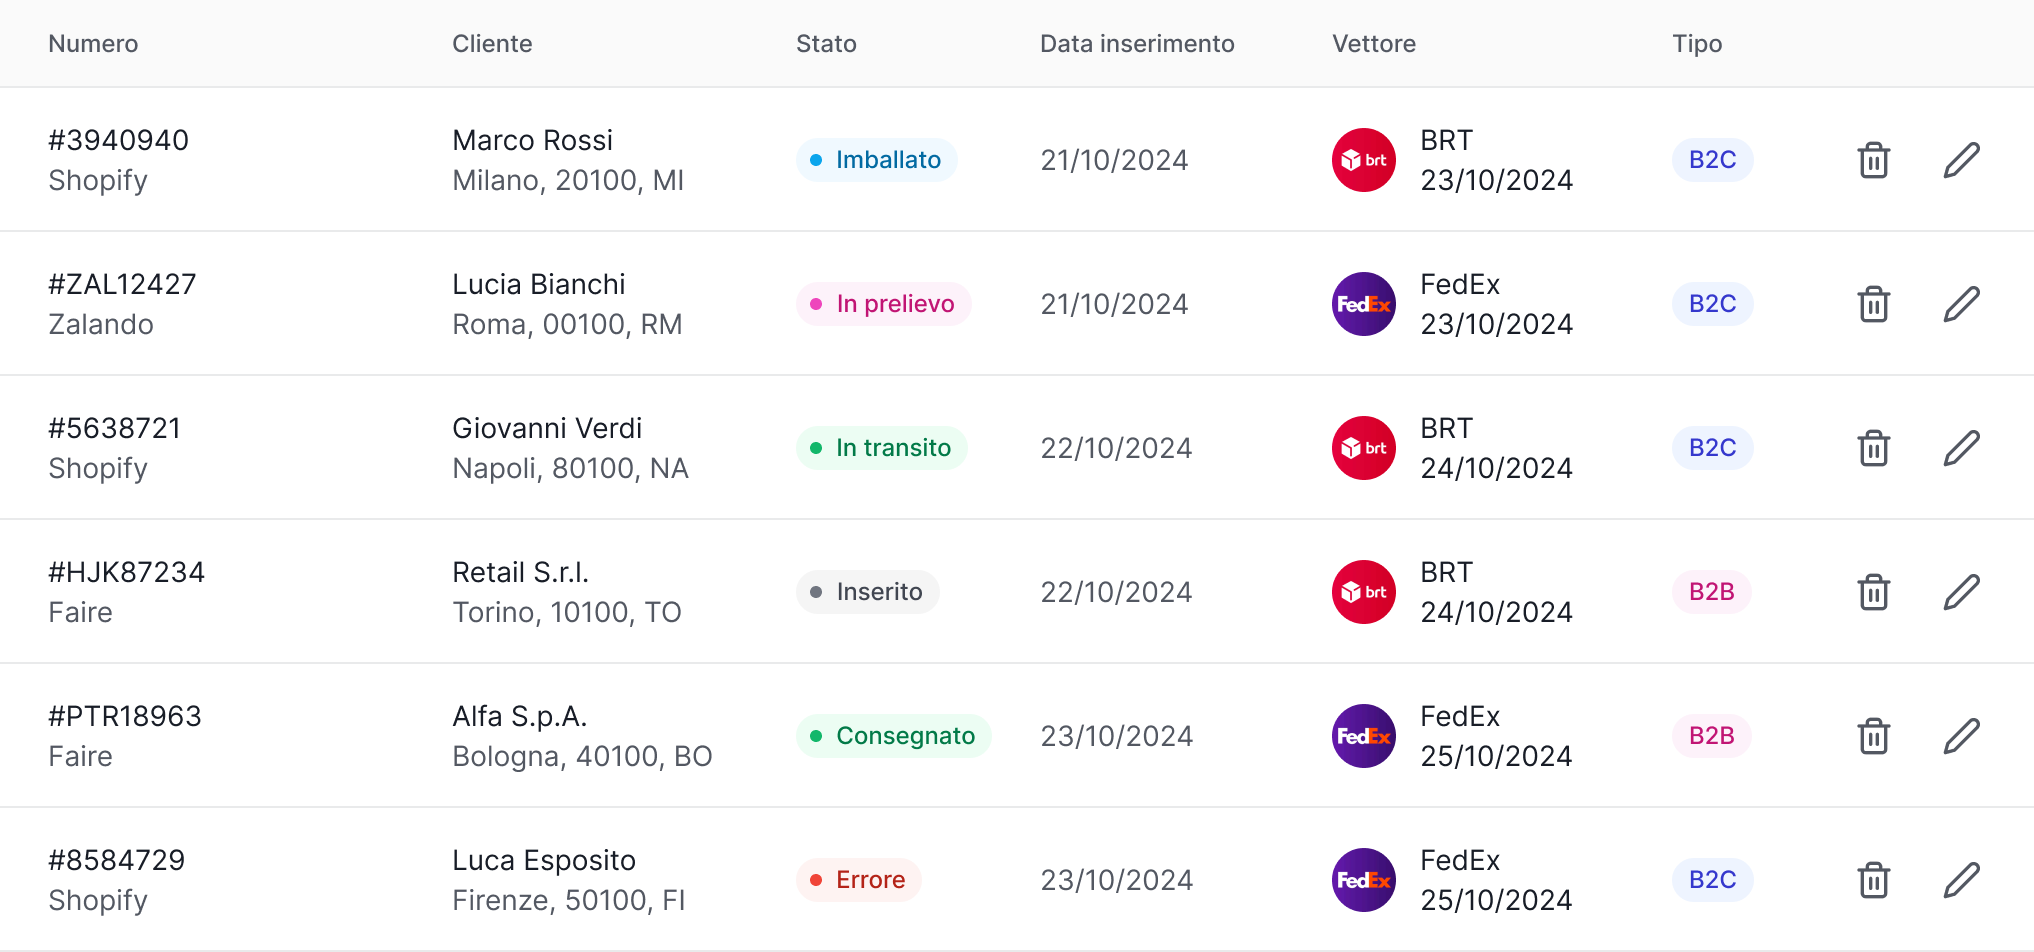 Numero Cliente Stato Data inserimento Vettore Tipo
#3940940 Marco Rossi Imballato 21/10/2024 brt BRT B2C
Shopify Milano, 20100, MI 23/10/2024
#ZAL12427 Lucia Bianchi In prelievo 21/10/2024 FedEx FedEx B2C
Zalando Roma, 00100, RM 23/10/2024
#5638721 Giovanni Verdi In transito 22/10/2024 brt BRT B2C
Shopify Napoli, 80100, NA 24/10/2024
#HJK87234 Retail S.r.l. Inserito 22/10/2024 brt BRT B2B
Faire Torino, 10100, TO 24/10/2024
#PTR18963 Alfa S.p.A. Consegnato 23/10/2024 FedEx FedEx B2B
Faire Bologna, 40100, BO 25/10/2024
#8584729 Luca Esposito Errore 23/10/2024 FedEx FedEx B2C
Shopify Firenze, 50100, FI 25/10/2024